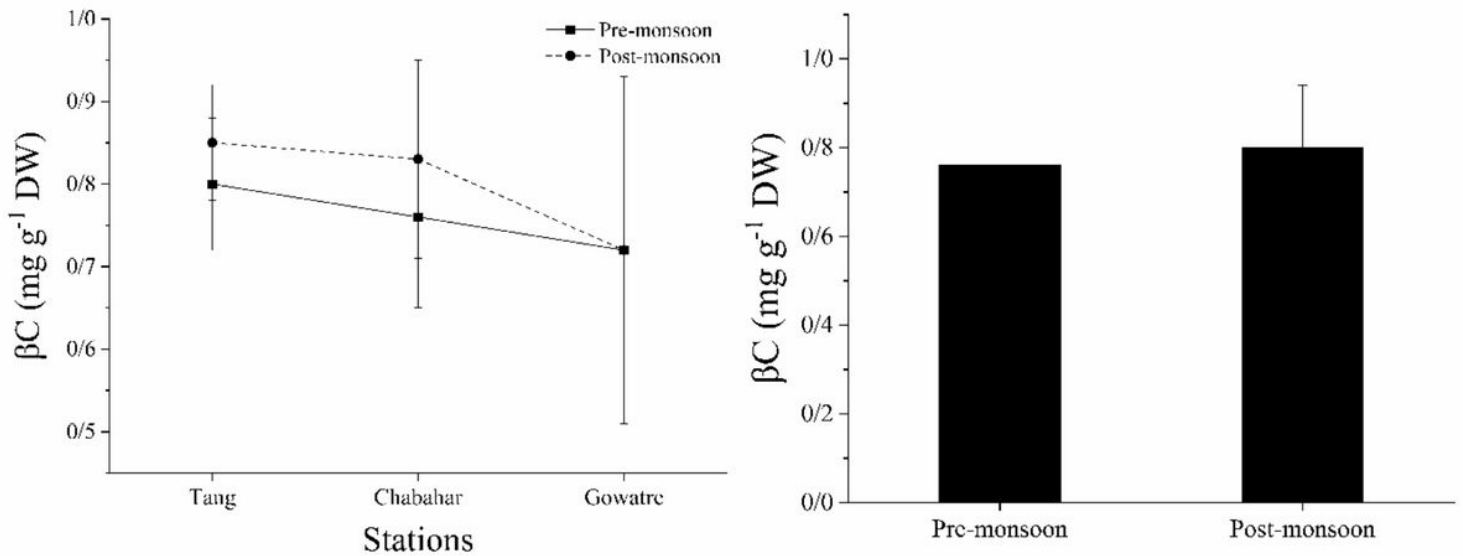 1/0
0/9
0/8
0/7
0/6
0/5
βC (mg g⁻¹ DW)
Pre-monsoon
Post-monsoon
Tang
Chabahar
Gowatre
Stations
1/0
0/8
0/6
0/4
0/2
0/0
βC (mg g⁻¹ DW)
Pre-monsoon
Post-monsoon